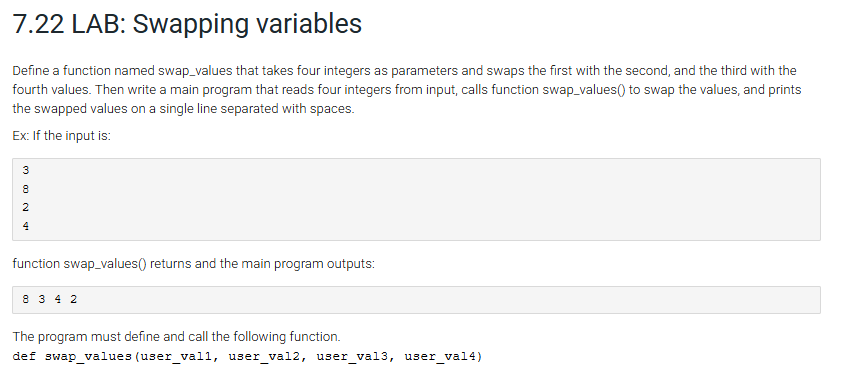 7.22 LAB: Swapping variables
Define a function named swap_values that takes four integers as parameters and swaps the first with the second, and the third with the
fourth values. Then write a main program that reads four integers from input, calls function swap_values() to swap the values, and prints
the swapped values on a single line separated with spaces.
Ex: If the input is:
3
8
2
4
function swap_values() returns and the main program outputs:
8 3 4 2
The program must define and call the following function.
def swap_values(user_val1, user_val2, user_val3, user_val4)